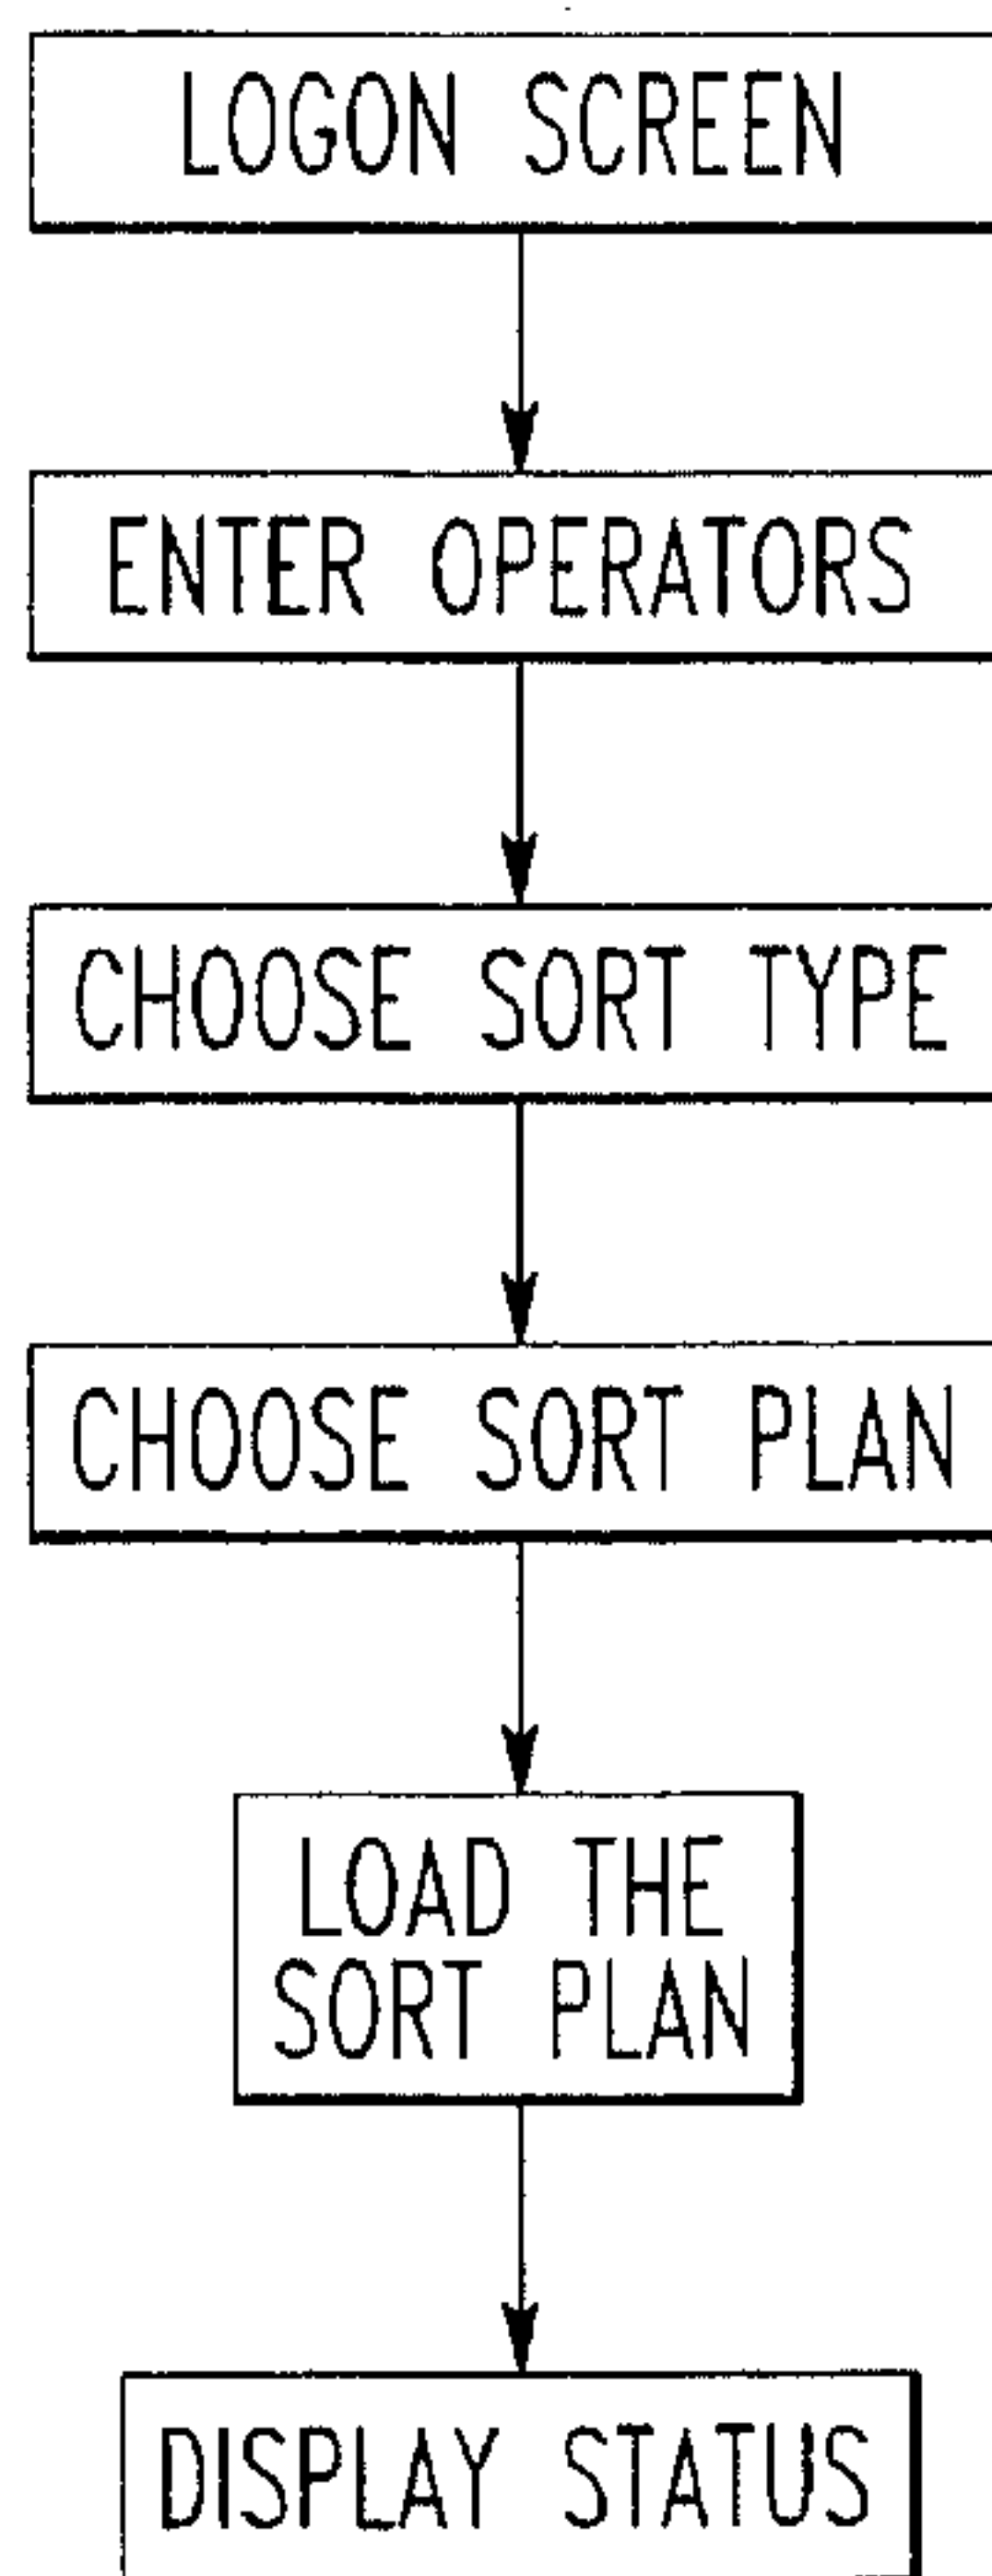 LOGON SCREEN
ENTER OPERATORS
CHOOSE SORT TYPE
CHOOSE SORT PLAN
LOAD THE
SORT PLAN
DISPLAY STATUS